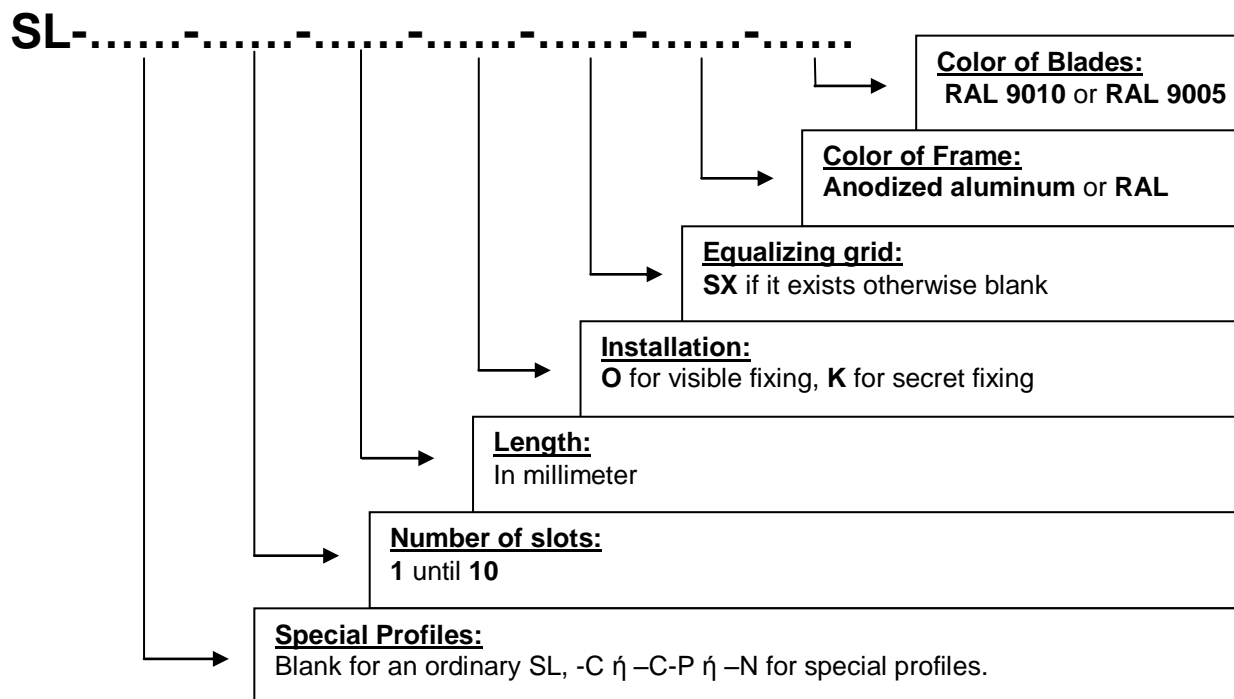 SL-......-......-......-......-......-......-......
Color of Blades:
RAL 9010 or RAL 9005
Color of Frame:
Anodized aluminum or RAL
Equalizing grid:
SX if it exists otherwise blank
Installation:
O for visible fixing, K for secret fixing
Length:
In millimeter
Number of slots:
1 until 10
Special Profiles:
Blank for an ordinary SL, -C ή –C-P ή –N for special profiles.